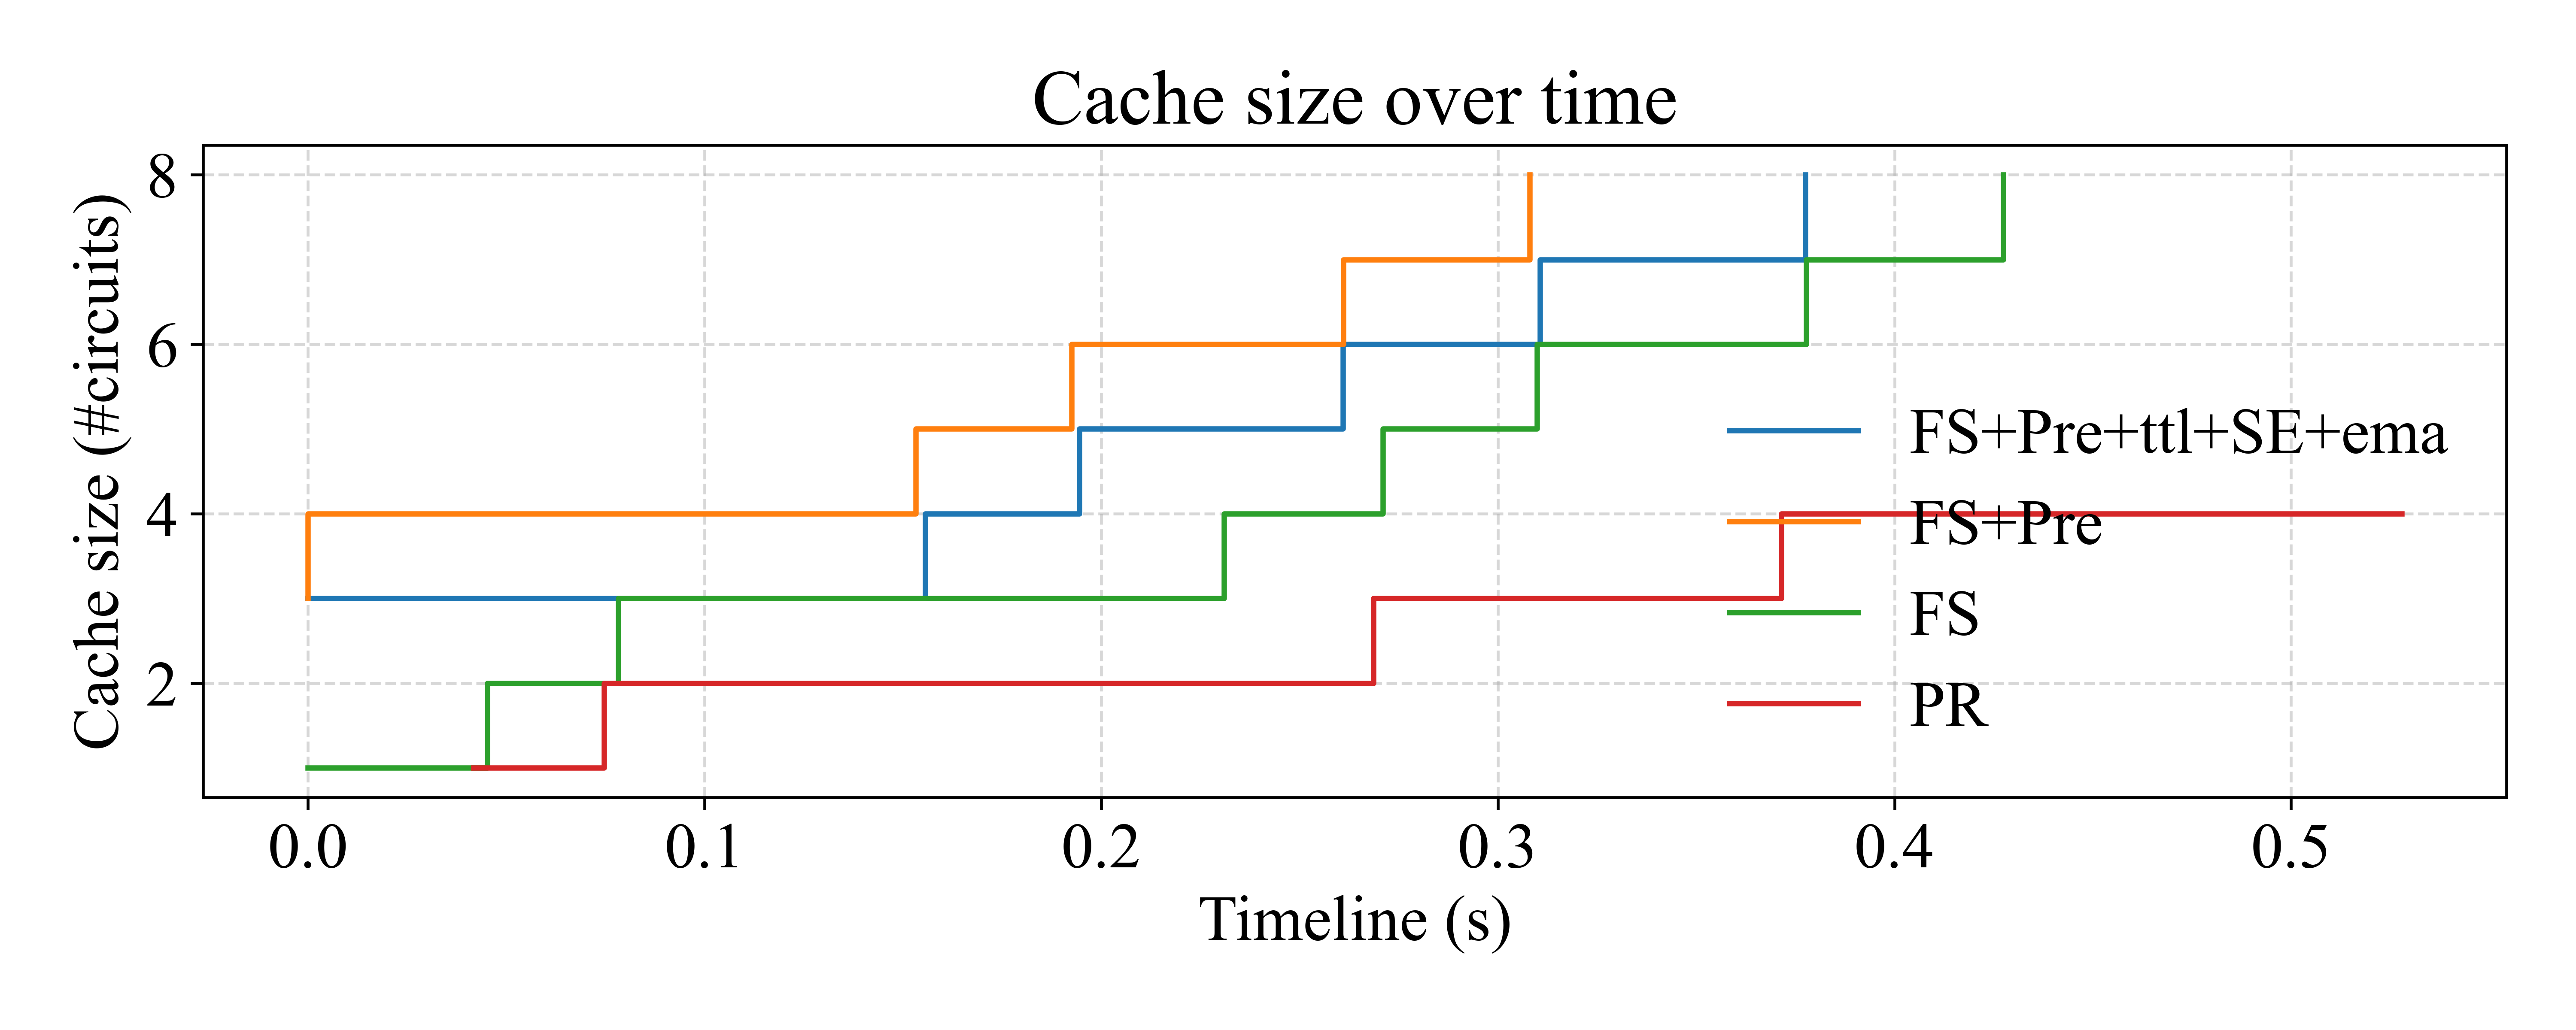 Cache size over time
Cache size (#circuits)
8
6
4
2
FS+Pre+ttl+SE+ema
FS+Pre
FS
PR
0.0 0.1 0.2 0.3 0.4 0.5
Timeline (s)